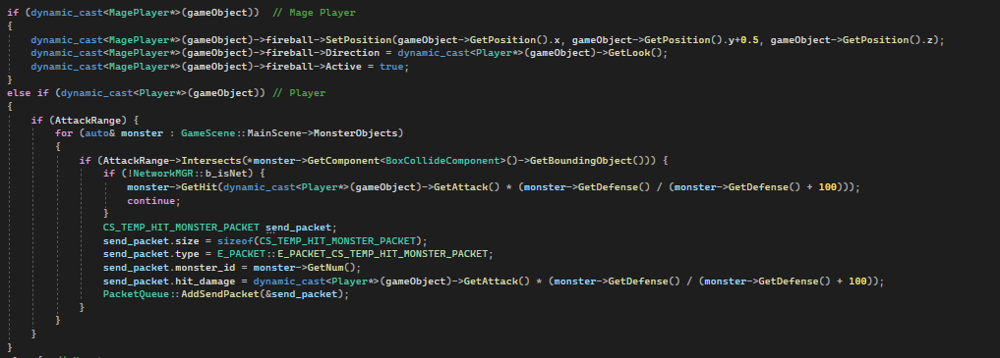 if (dynamic_cast<MagePlayer*>(gameObject))  // Mage Player
{
    dynamic_cast<MagePlayer*>(gameObject)->fireball->SetPosition(gameObject->GetPosition().x, gameObject->GetPosition().y+0.5, gameObject->GetPosition().z);
    dynamic_cast<MagePlayer*>(gameObject)->fireball->Direction = dynamic_cast<Player*>(gameObject)->GetLook();
    dynamic_cast<MagePlayer*>(gameObject)->fireball->Active = true;
}
else if (dynamic_cast<Player*>(gameObject)) // Player
{
    if (AttackRange) {
        for (auto& monster : GameScene::MainScene->MonsterObjects)
        {
            if (AttackRange->Intersects(*monster->GetComponent<BoxCollideComponent>()->GetBoundingObject())) {
                if (!NetworkMGR::b_isNet) {
                    monster->GetHit(dynamic_cast<Player*>(gameObject)->GetAttack() * (monster->GetDefense() / (monster->GetDefense() + 100)));
                    continue;
                }
                CS_TEMP_HIT_MONSTER_PACKET send_packet;
                send_packet.size = sizeof(CS_TEMP_HIT_MONSTER_PACKET);
                send_packet.type = E_PACKET::E_PACKET_CS_TEMP_HIT_MONSTER_PACKET;
                send_packet.monster_id = monster->GetNum();
                send_packet.hit_damage = dynamic_cast<Player*>(gameObject)->GetAttack() * (monster->GetDefense() / (monster->GetDefense() + 100));
                PacketQueue::AddSendPacket(&send_packet);
            }
        }
    }
}